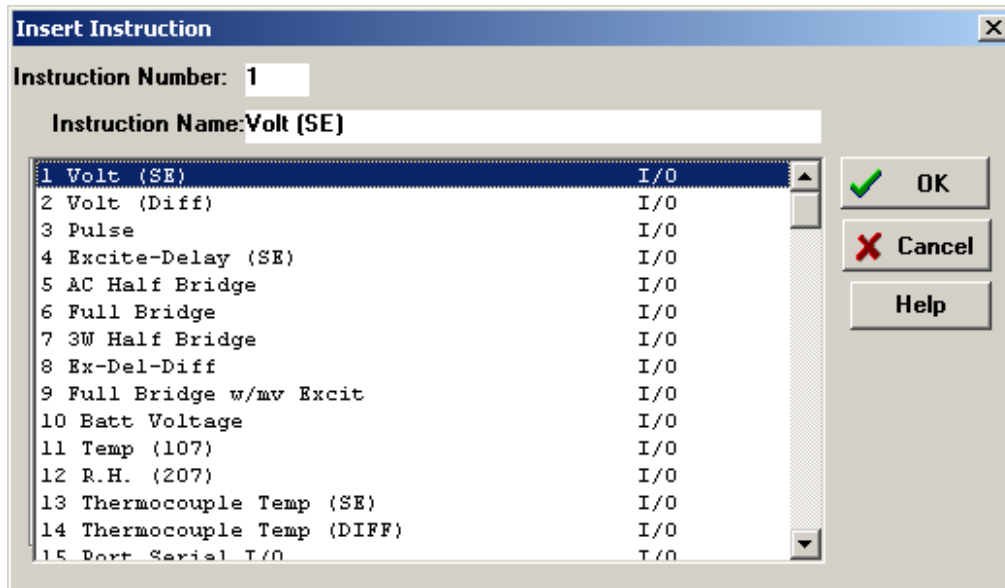 Insert Instruction
Instruction Number: 1
Instruction Name: Volt (SE)
1 Volt (SE) I/O
2 Volt (Diff) I/O
3 Pulse I/O
4 Excite-Delay (SE) I/O
5 AC Half Bridge I/O
6 Full Bridge I/O
7 3W Half Bridge I/O
8 Ex-Del-Diff I/O
9 Full Bridge w/mv Excit I/O
10 Batt Voltage I/O
11 Temp (107) I/O
12 R.H. (207) I/O
13 Thermocouple Temp (SE) I/O
14 Thermocouple Temp (DIFF) I/O
15 Port Serial I/O I/O
OK
Cancel
Help